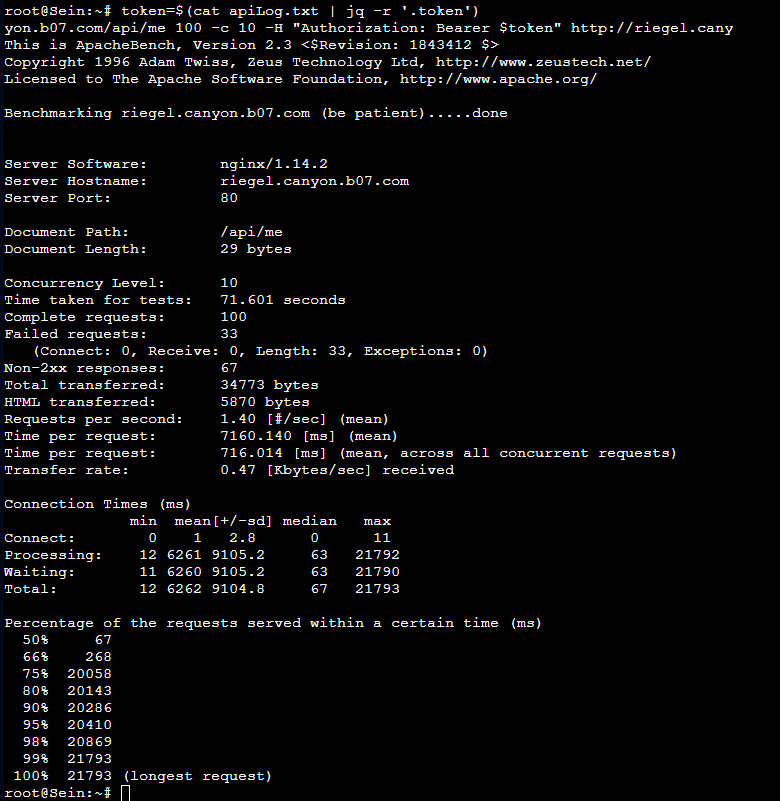 root@Sein:~# token=$(cat apiLog.txt | jq -r '.token')
yon.b07.com/api/me 100 -c 10 -H "Authorization: Bearer $token" http://riegel.cany
This is ApacheBench, Version 2.3 <$Revision: 1843412 $>
Copyright 1996 Adam Twiss, Zeus Technology Ltd, http://www.zeustech.net/
Licensed to The Apache Software Foundation, http://www.apache.org/

Benchmarking riegel.canyon.b07.com (be patient).....done


Server Software:        nginx/1.14.2
Server Hostname:        riegel.canyon.b07.com
Server Port:            80

Document Path:          /api/me
Document Length:        29 bytes

Concurrency Level:      10
Time taken for tests:   71.601 seconds
Complete requests:      100
Failed requests:        33
   (Connect: 0, Receive: 0, Length: 33, Exceptions: 0)
Non-2xx responses:      67
Total transferred:      34773 bytes
HTML transferred:       5870 bytes
Requests per second:    1.40 [#/sec] (mean)
Time per request:       7160.140 [ms] (mean)
Time per request:       716.014 [ms] (mean, across all concurrent requests)
Transfer rate:          0.47 [Kbytes/sec] received

Connection Times (ms)
              min  mean[+/-sd] median   max
Connect:        0    1   2.8      0      11
Processing:    12 6261 9105.2     63   21792
Waiting:       11 6260 9105.2     63   21790
Total:         12 6262 9104.8     67   21793

Percentage of the requests served within a certain time (ms)
  50%     67
  66%    268
  75%  20058
  80%  20143
  90%  20286
  95%  20410
  98%  20869
  99%  21793
 100%  21793 (longest request)
root@Sein:~#